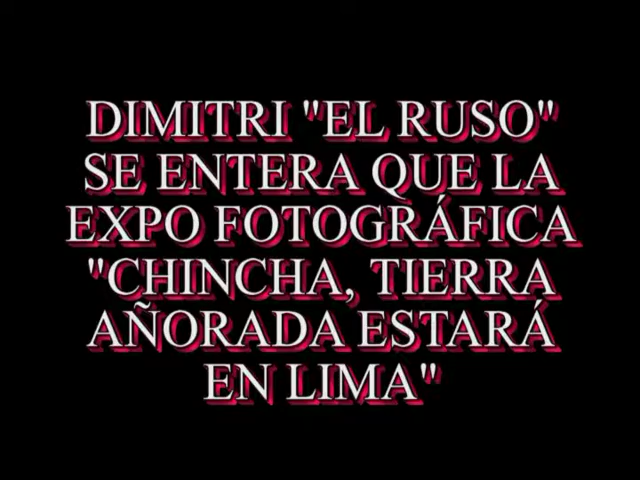 DIMITRI "EL RUSO"
SE ENTERA QUE LA
EXPO FOTOGRÁFICA
"CHINCHA, TIERRA
AÑORADA ESTARÁ
EN LIMA"